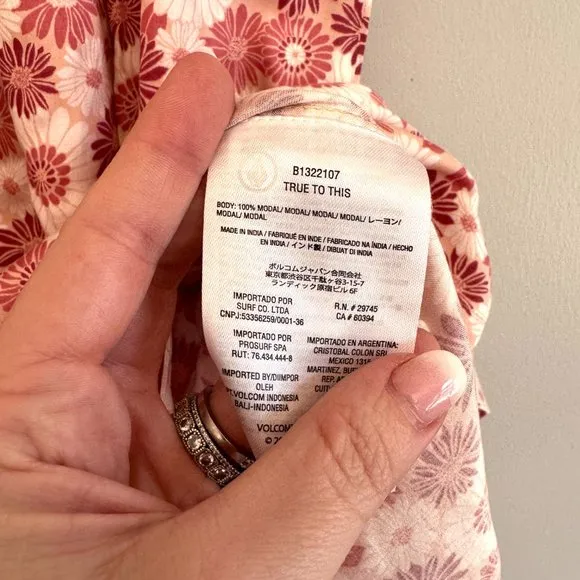 B1322107
TRUE TO THIS
BODY: 100% MODAL/ MODAL/ MODAL/ MODAL/ レーヨン/
MODAL/ MODAL
MADE IN INDIA / FABRIQUÉ EN INDE / FABRICADO NA ÍNDIA / HECHO
EN INDIA / インド製 / DIBUAT DI INDIA
ボルコムジャパン合同会社
東京都渋谷区千駄ヶ谷3-15-7
ランディック原宿ビル 6F
IMPORTADO POR
SURF CO. LTDA
CNPJ:53356259/0001-36
R.N. # 29745
CA # 60394
IMPORTADO POR
PROSURF SPA
RUT: 76.434.444-8
IMPORTADO EN ARGENTINA:
CRISTOBAL COLON SRL
MEXICO
MARTINEZ,
REP.
IMPORTED BY/DIIMPOR
OLEH
PT.VOLCOM INDONESIA
BALI-INDONESIA
VOLCOM
©